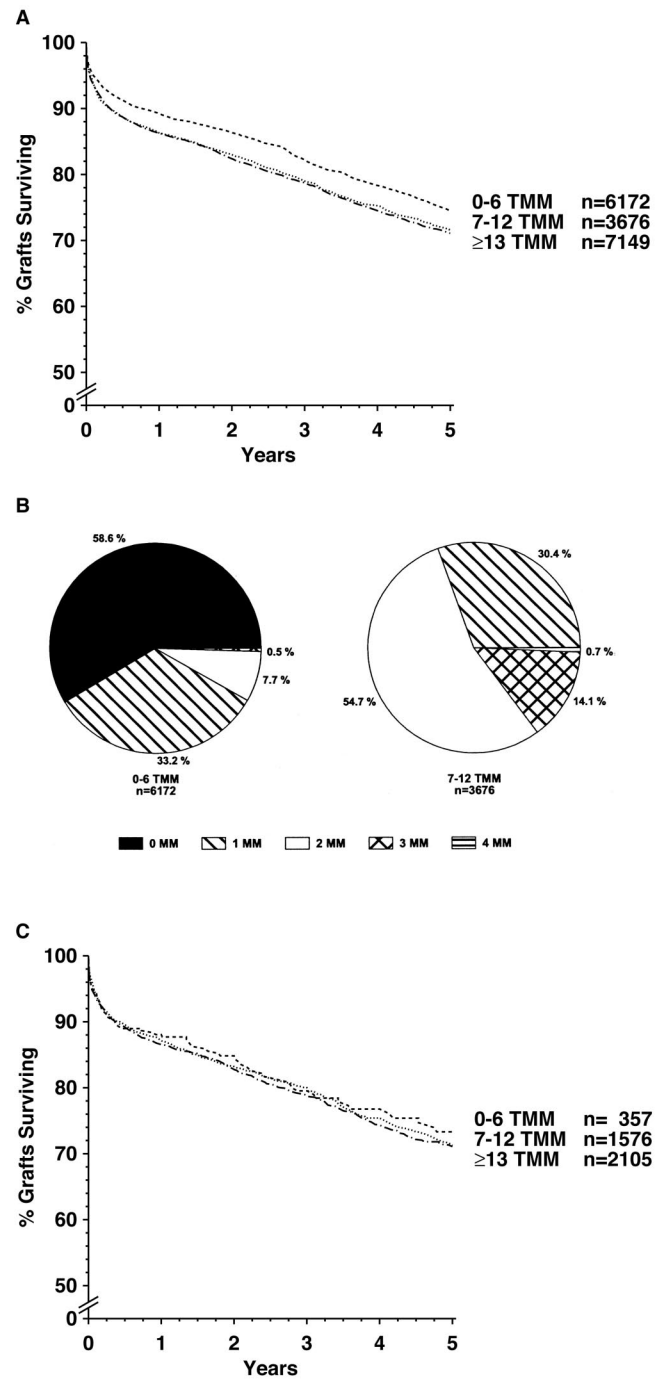 A
100
90
80
70
60
50
0
% Grafts Surviving
0 1 2 3 4 5
Years
0-6 TMM n=6172
7-12 TMM n=3676
≥13 TMM n=7149
B
58.6 %
0.5 %
7.7 %
33.2 %
0-6 TMM
n=6172
30.4 %
0.7 %
14.1 %
54.7 %
7-12 TMM
n=3676
0 MM 1 MM 2 MM 3 MM 4 MM
C
100
90
80
70
60
50
0
% Grafts Surviving
0 1 2 3 4 5
Years
0-6 TMM n= 357
7-12 TMM n=1576
≥13 TMM n=2105